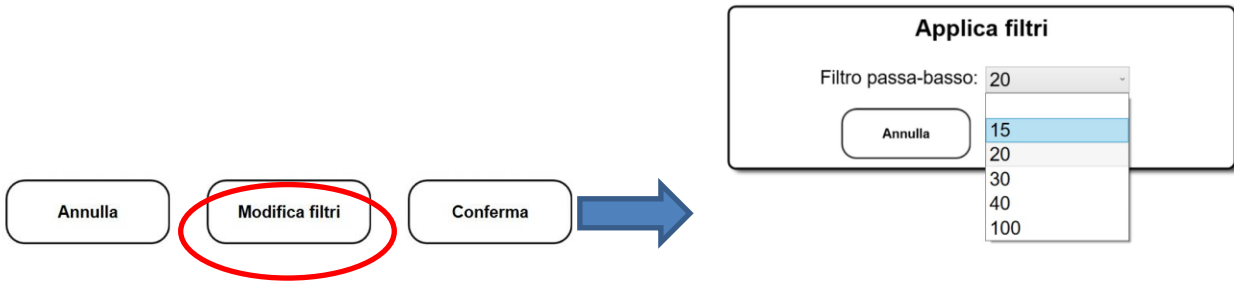 Applica filtri
Filtro passa-basso: 20
Annulla
15
20
30
40
100
Annulla
Modifica filtri
Conferma